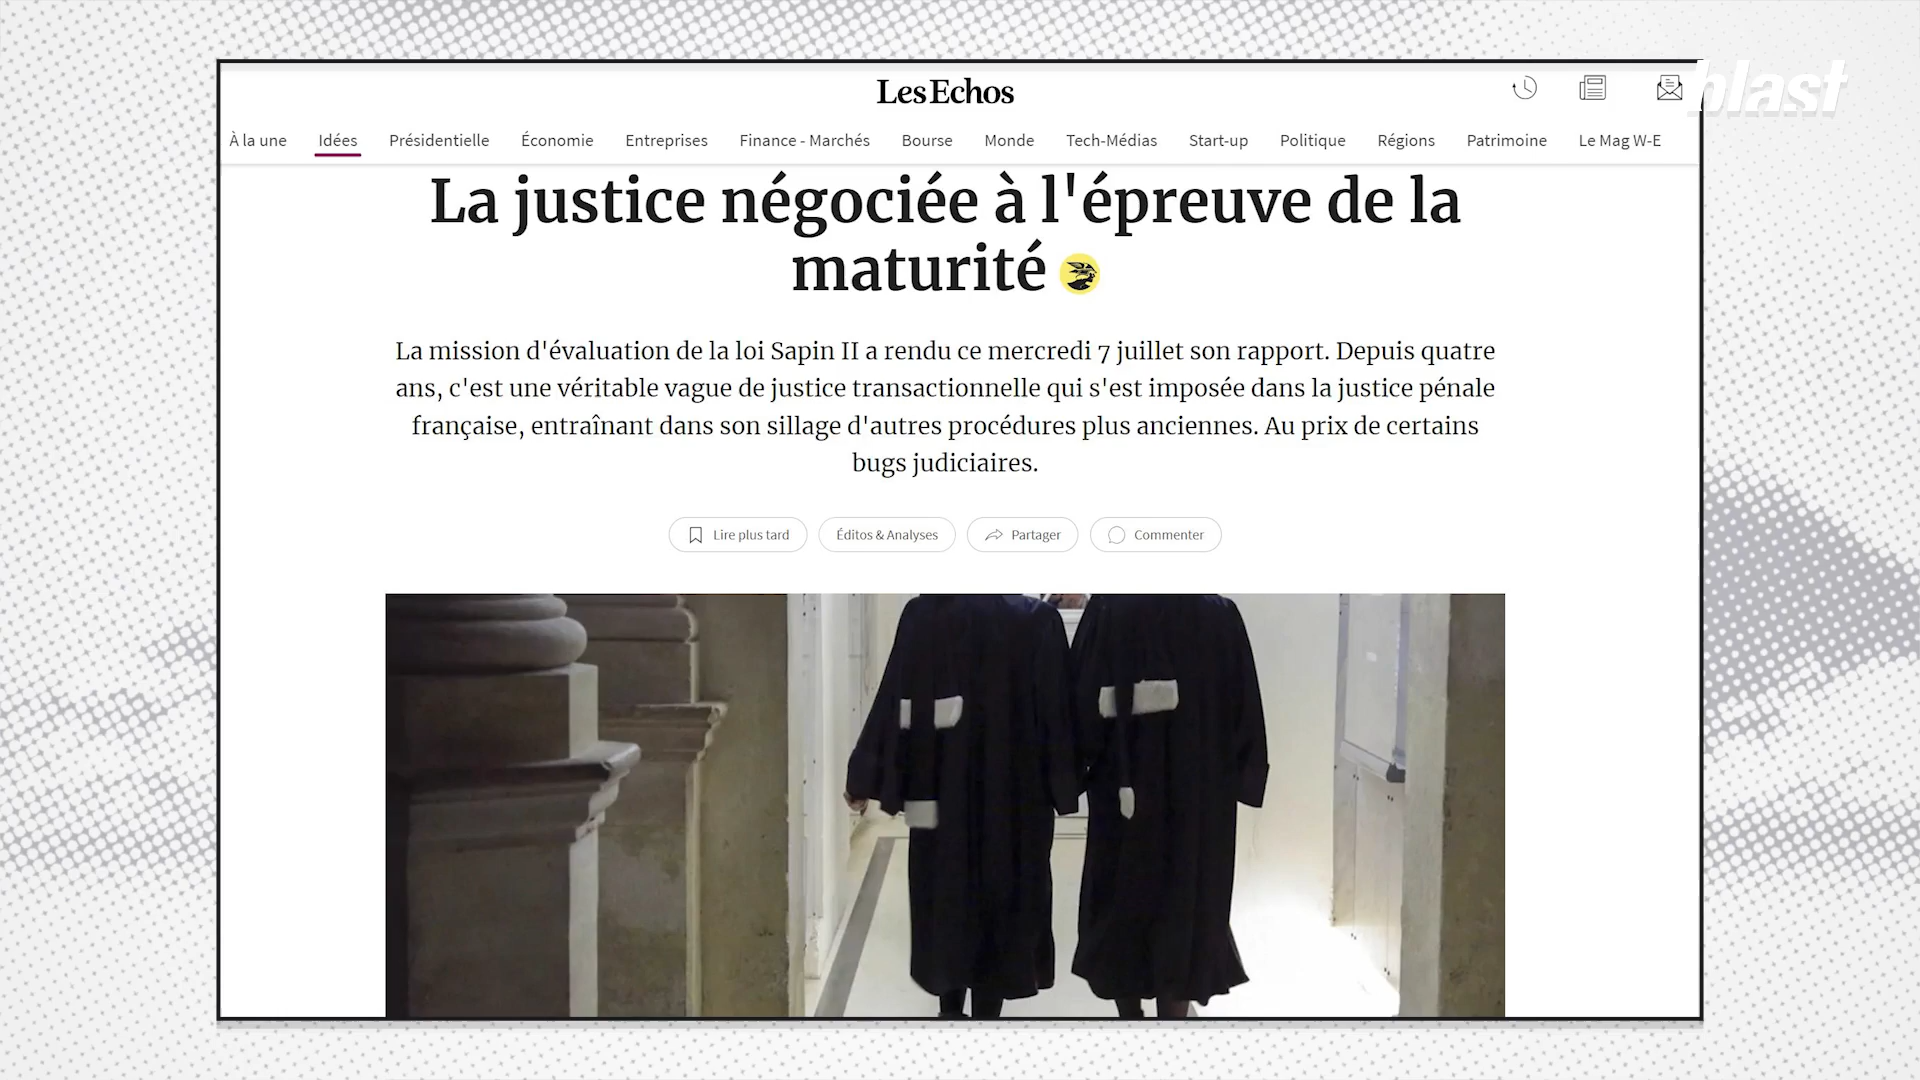 Les Echos
blast
À la une Idées Présidentielle Économie Entreprises Finance - Marchés Bourse Monde Tech-Médias Start-up Politique Régions Patrimoine Le Mag W-E
La justice négociée à l'épreuve de la
maturité
La mission d'évaluation de la loi Sapin II a rendu ce mercredi 7 juillet son rapport. Depuis quatre
ans, c'est une véritable vague de justice transactionnelle qui s'est imposée dans la justice pénale
française, entraînant dans son sillage d'autres procédures plus anciennes. Au prix de certains
bugs judiciaires.
Lire plus tard Éditos & Analyses Partager Commenter